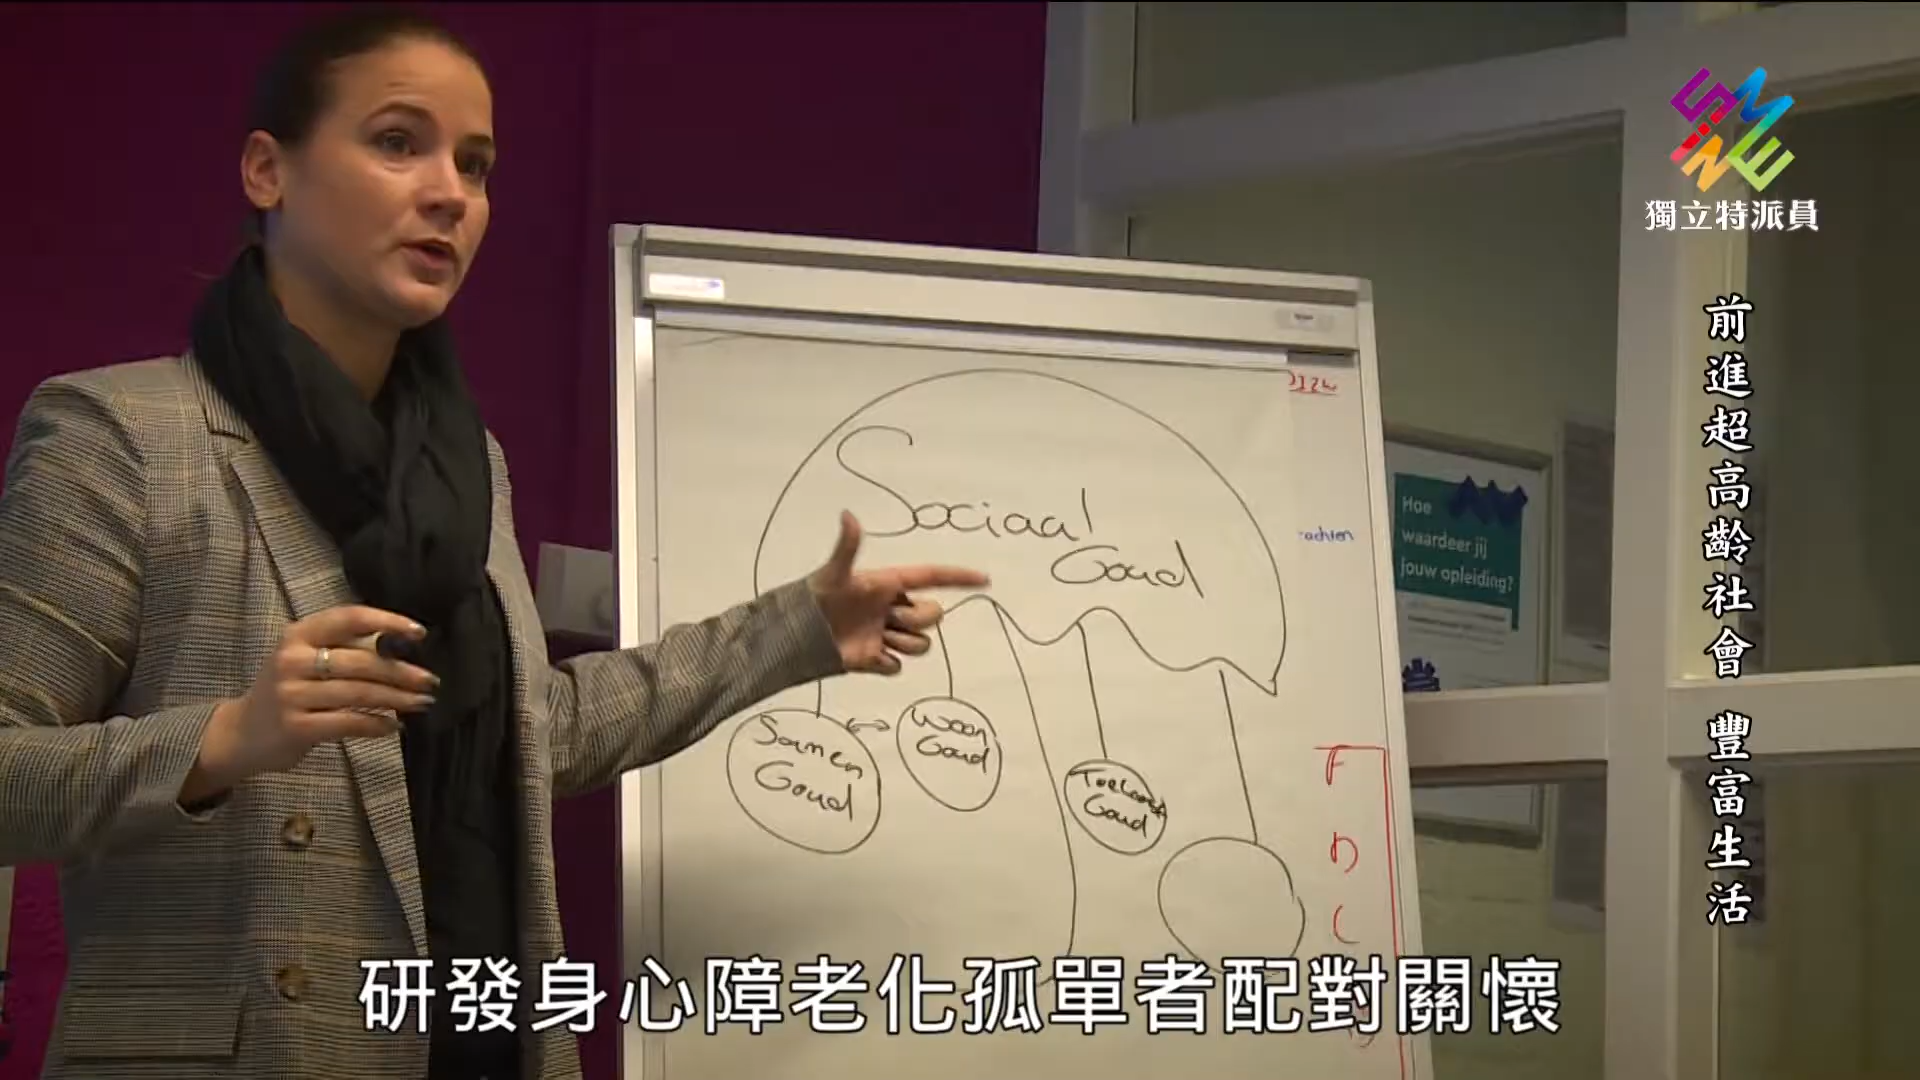 SMiNE
獨立特派員
前進超高齡社會 豐富生活
Sociaal
Goud
Samen
Goud
Woon
Goud
Goud
Hoe
waardeer jij
jouw opleiding?
F
研發身心障老化孤單者配對關懷